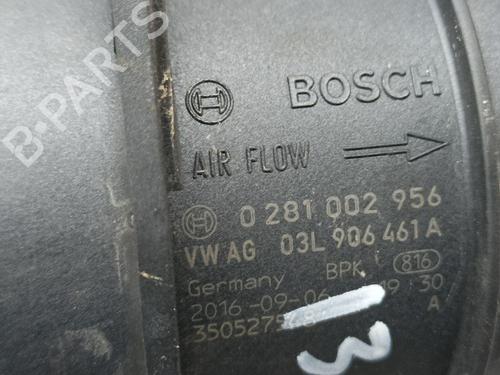 B-PARTS
BOSCH
AIR FLOW
0 281 002 956
VW AG 03L 906 461 A
Germany BPK 816
2016-09-06 30
A